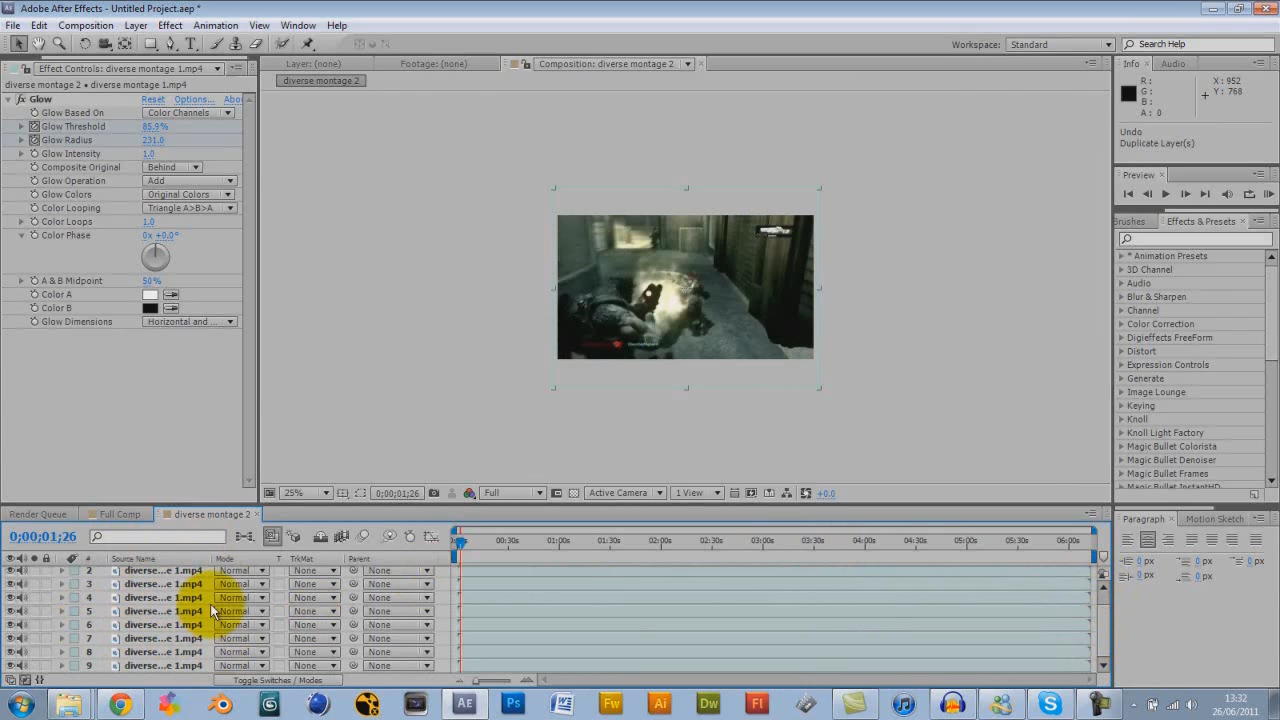 Adobe After Effects - Untitled Project.aep *
File Edit Composition Layer Effect Animation View Window Help
Workspace: Standard Search Help
Effect Controls: diverse montage 1.mp4
Layer: (none) Footage: (none) Composition: diverse montage 2
Info Audio
diverse montage 2 • diverse montage 1.mp4
diverse montage 2
fx Glow Reset Options... Abo
Glow Based On Color Channels
Glow Threshold 85.9%
Glow Radius 231.0
Glow Intensity 1.0
Composite Original Behind
Glow Operation Add
Glow Colors Original Colors
Color Looping Triangle A>B>A
Color Loops 1.0
Color Phase 0x +0.0°
A & B Midpoint 50%
Color A
Color B
Glow Dimensions Horizontal and ...
R: X: 952
G: Y: 768
B:
A: 0
Undo
Duplicate Layer(s)
Preview
Brushes Effects & Presets
* Animation Presets
3D Channel
Audio
Blur & Sharpen
Channel
Color Correction
Digieffects FreeForm
Distort
Expression Controls
Generate
Image Lounge
Keying
Knoll
Knoll Light Factory
Magic Bullet Colorista
Magic Bullet Denoiser
Magic Bullet Frames
Magic Bullet InstantHD
25% 0;00;01;26 Full Active Camera 1 View +0.0
Render Queue Full Comp diverse montage 2
Paragraph Motion Sketch
0;00;01;26
00:30s 01:00s 01:30s 02:00s 02:30s 03:00s 03:30s 04:00s 04:30s 05:00s 05:30s 06:00s
# Source Name Mode T TrkMat Parent
2 diverse...e 1.mp4 Normal None None
3 diverse...e 1.mp4 Normal None None
4 diverse...e 1.mp4 Normal None None
5 diverse...e 1.mp4 Normal None None
6 diverse...e 1.mp4 Normal None None
7 diverse...e 1.mp4 Normal None None
8 diverse...e 1.mp4 Normal None None
9 diverse...e 1.mp4 Normal None None
0 px 0 px
0 px 0 px
0 px
Toggle Switches / Modes
AE Ps W Fw Ai Dw Fl S
13:32
26/06/2011